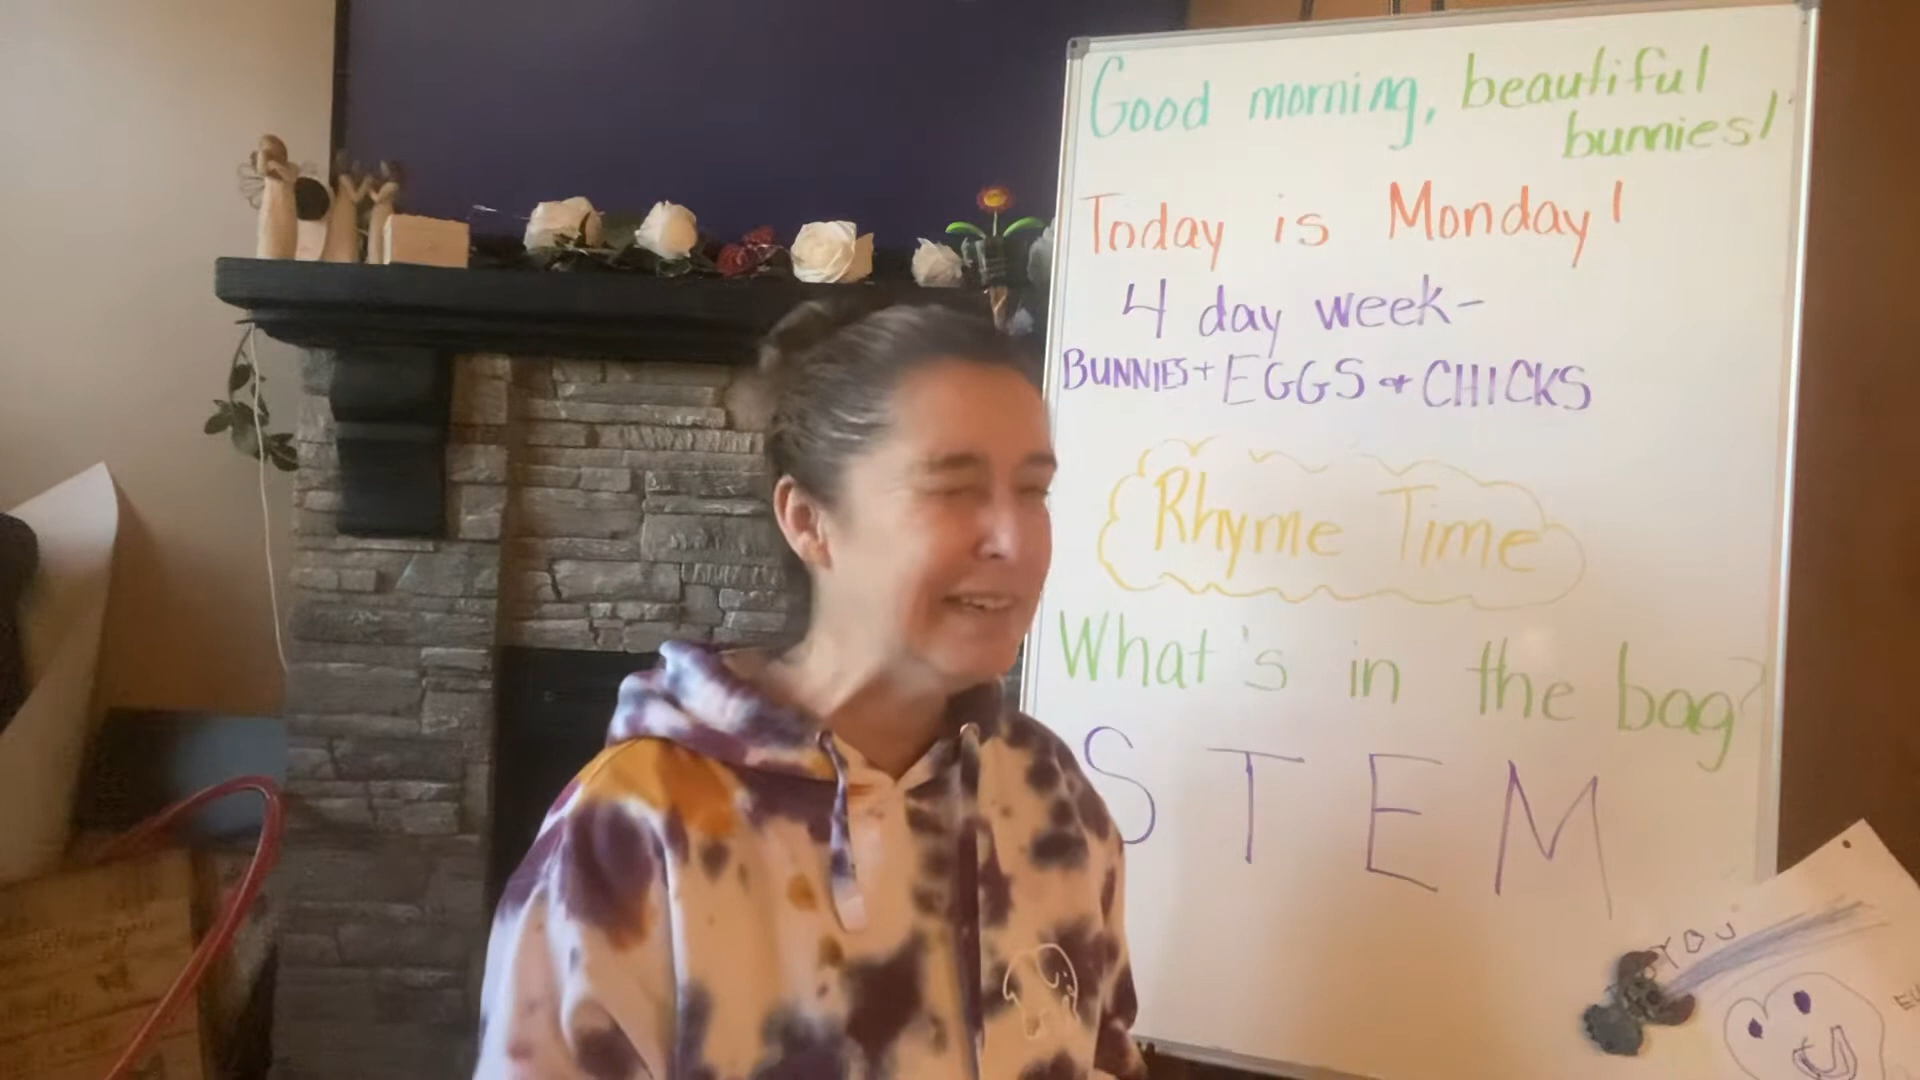 Good morning, beautiful
bunnies!
Today is Monday!
4 day week-
BUNNIES + EGGS + CHICKS
Rhyme Time
What's in the bag?
STEM
YOU